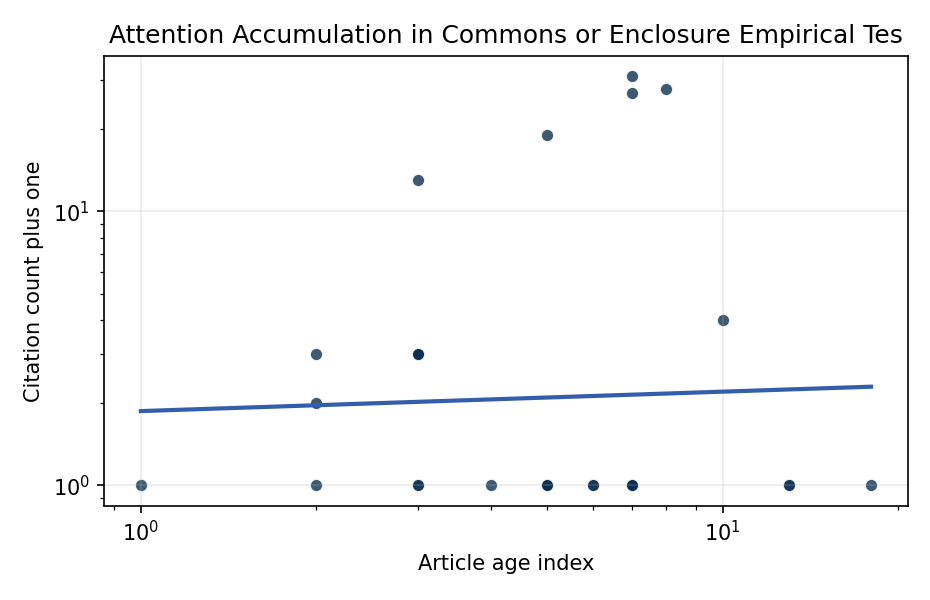 Attention Accumulation in Commons or Enclosure Empirical Tes
Citation count plus one
10¹
10⁰
10⁰
10¹
Article age index